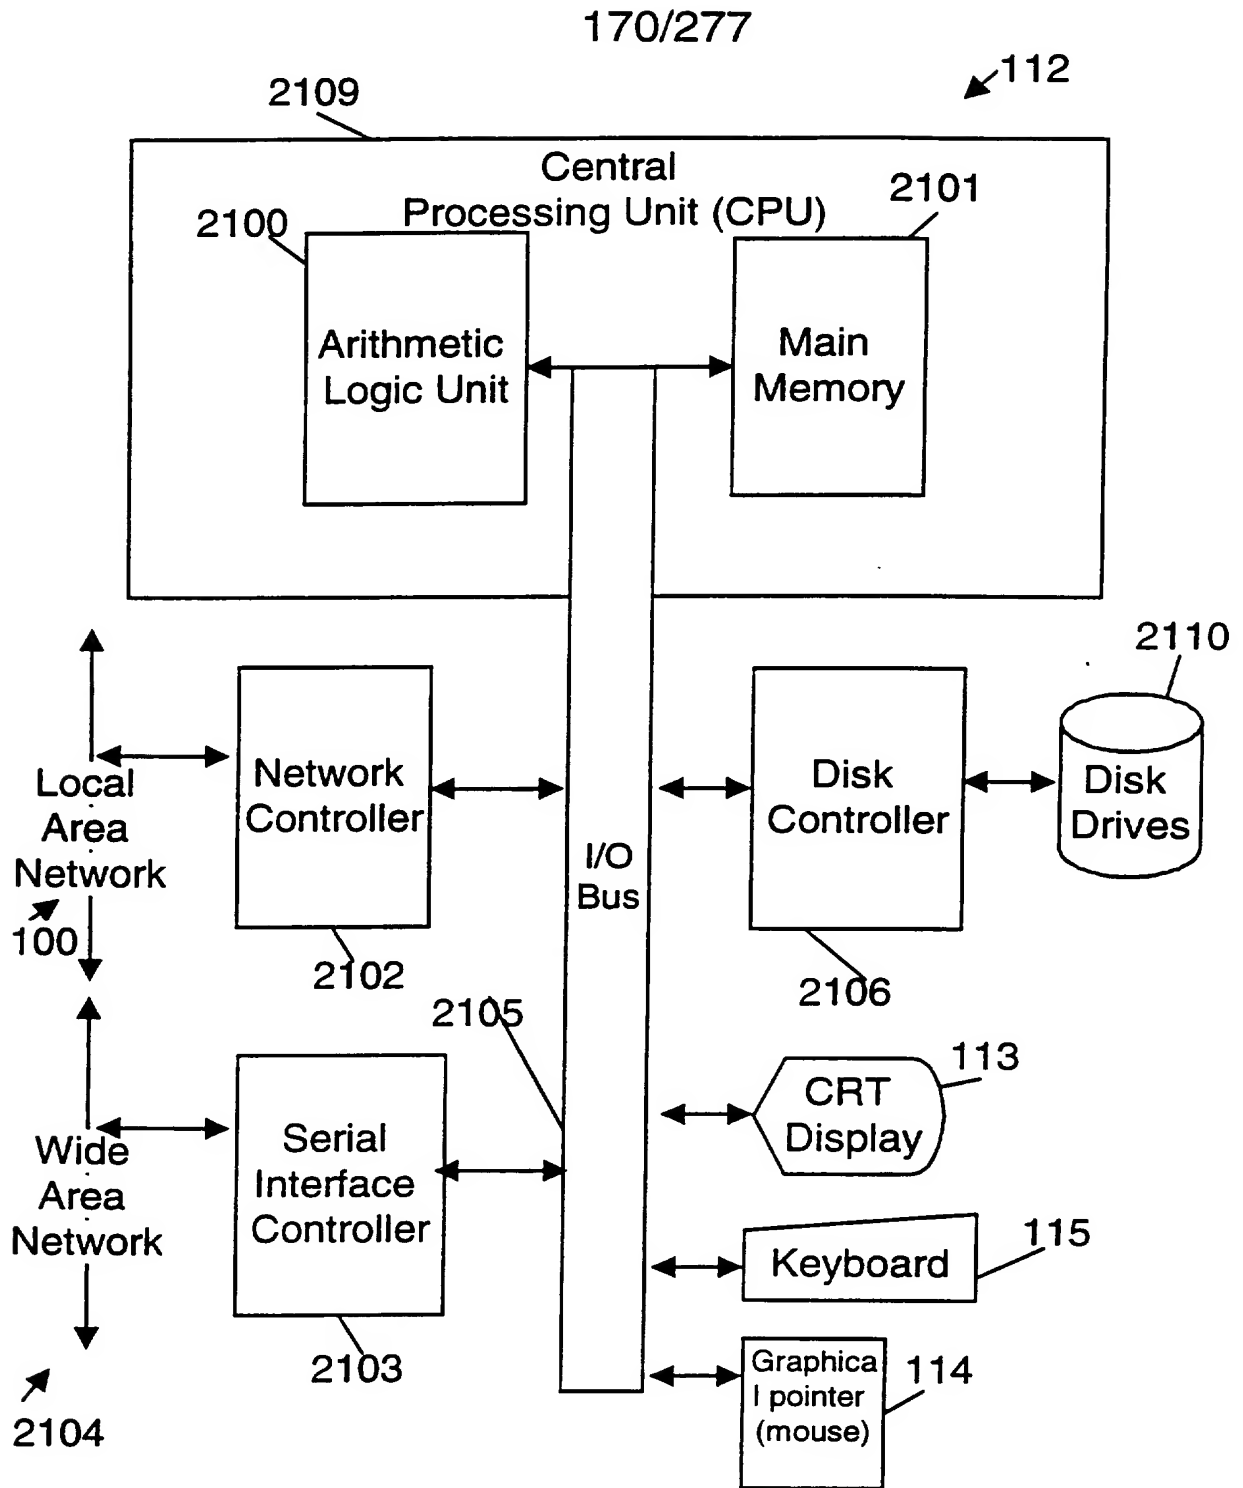 170/277
112
2109
Central
Processing Unit (CPU)
2100
2101
Arithmetic
Logic Unit
Main
Memory
2110
Local
Area
Network
100
Network
Controller
2102
I/O
Bus
Disk
Controller
2106
Disk
Drives
2105
Wide
Area
Network
2104
Serial
Interface
Controller
2103
CRT
Display
113
Keyboard
115
Graphica
l pointer
(mouse)
114